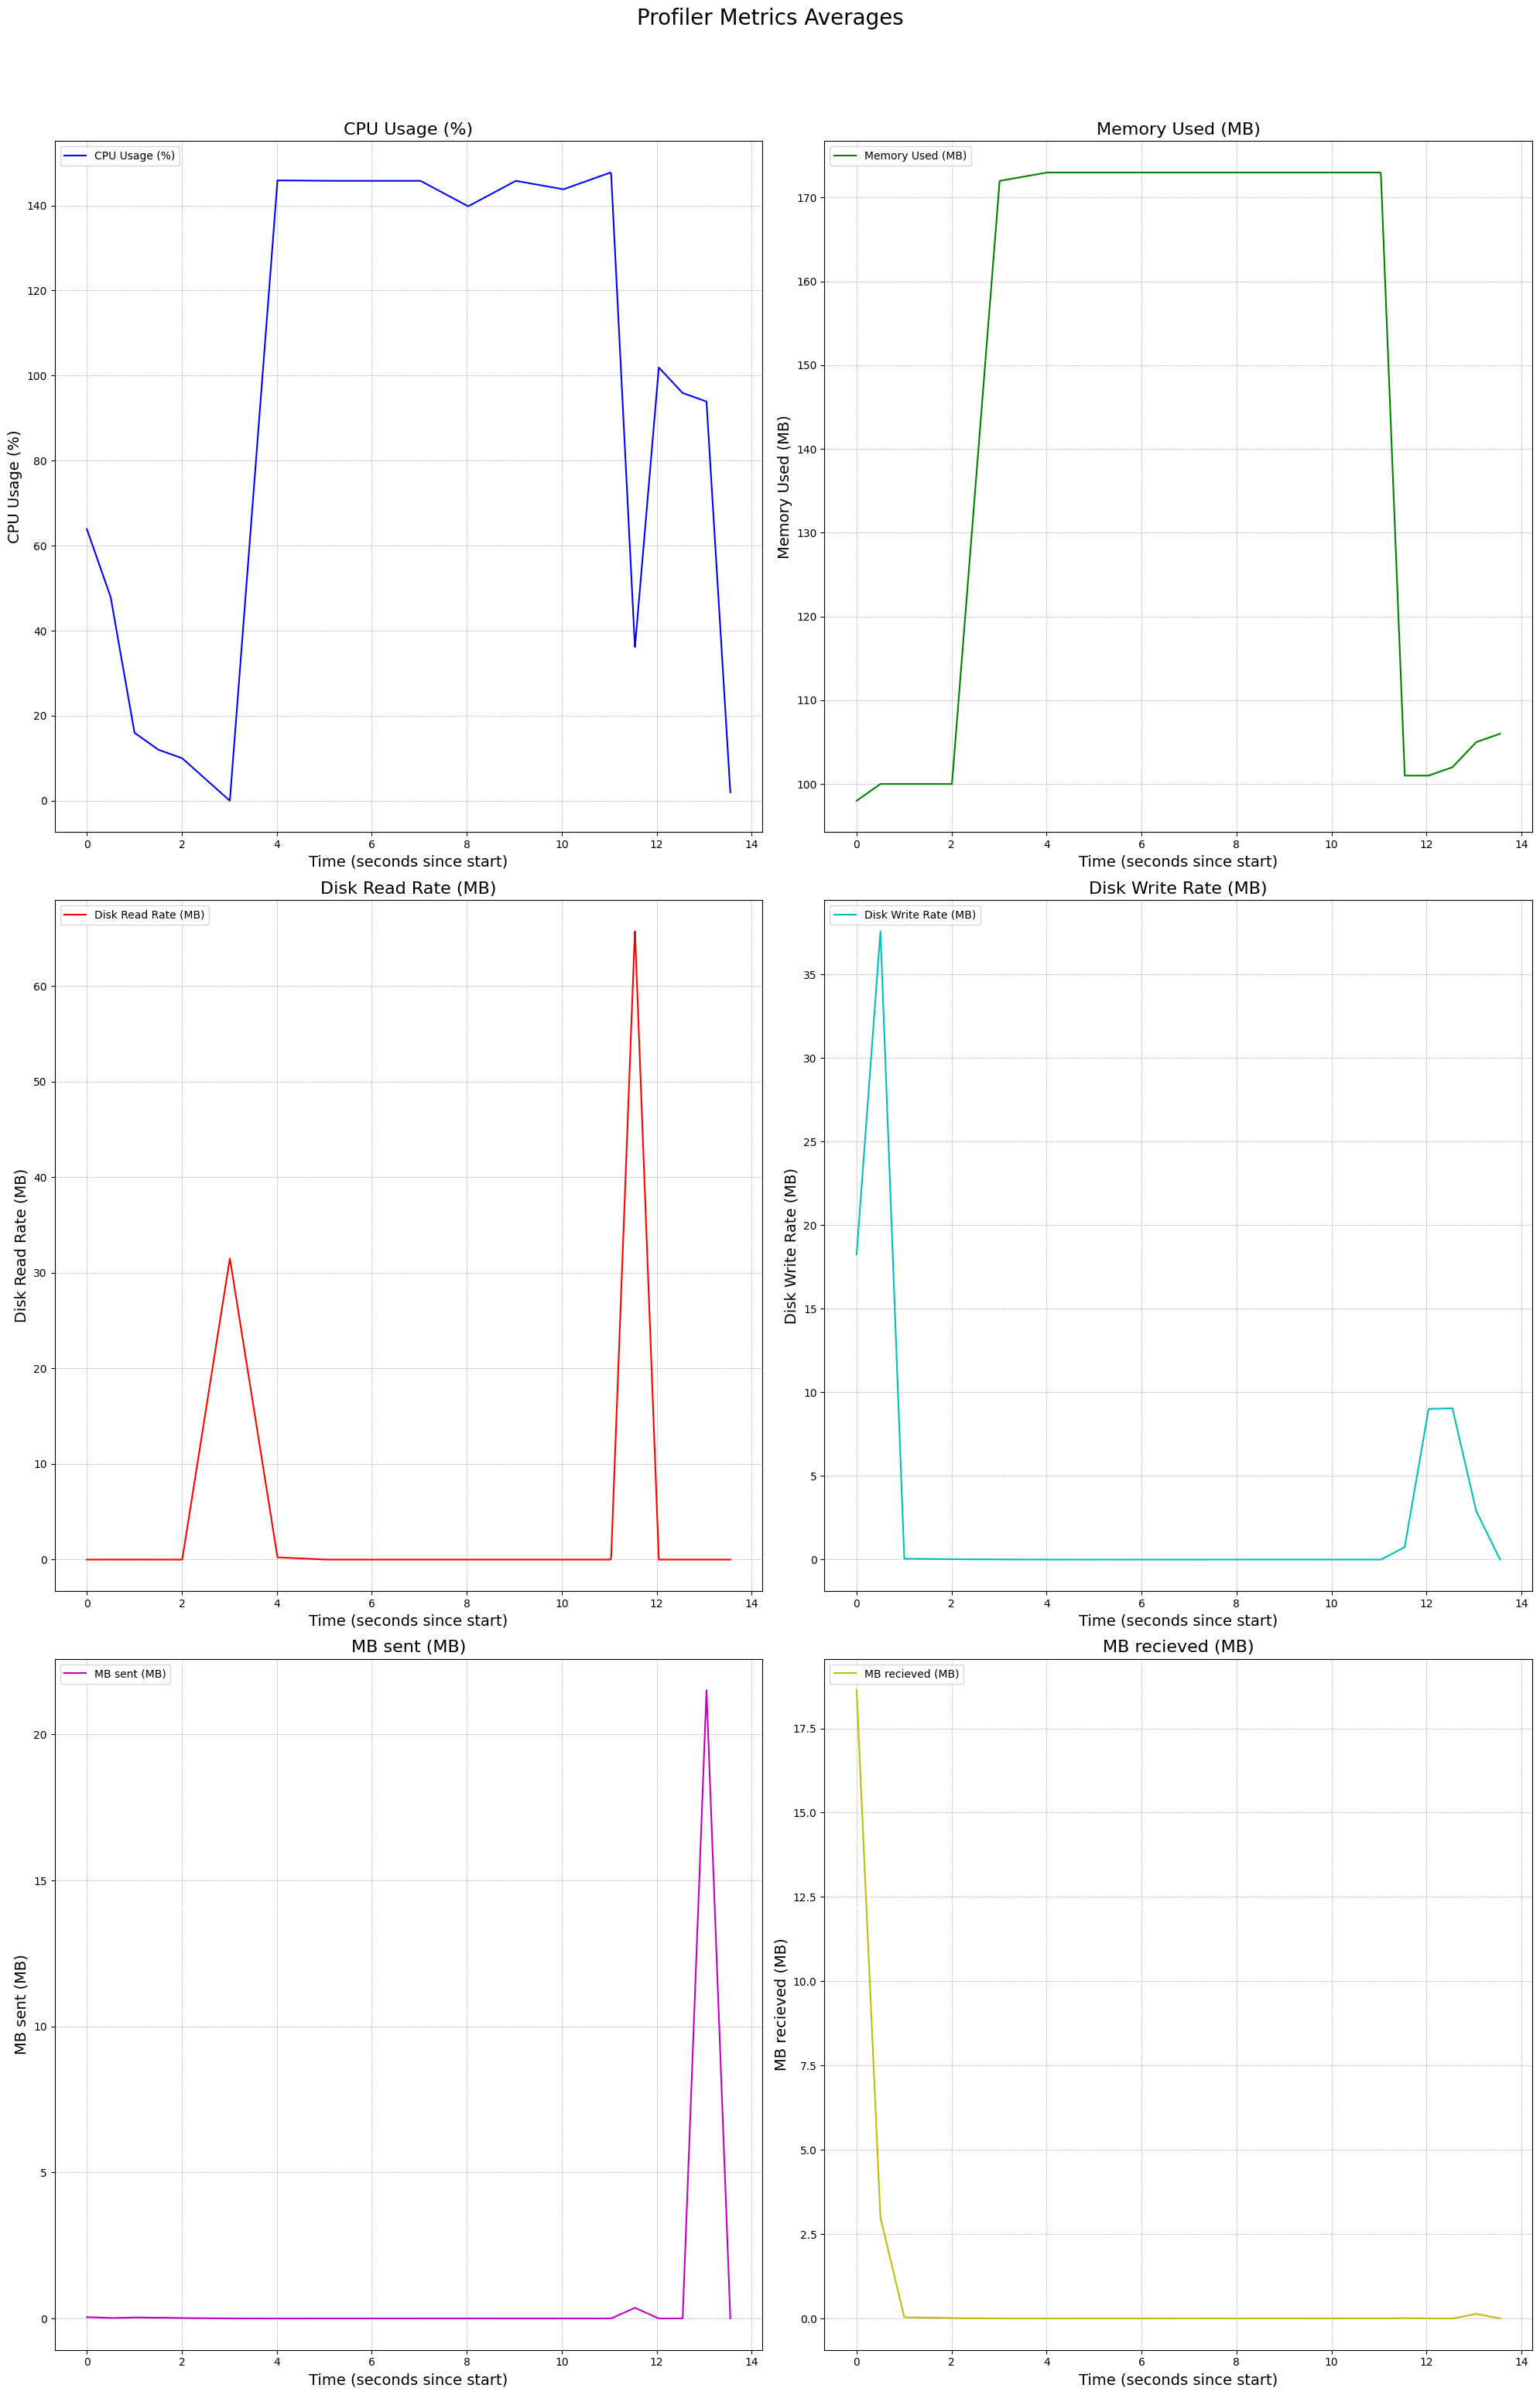 Profiler Metrics Averages
CPU Usage (%)
CPU Usage (%)
CPU Usage (%)
140
120
100
80
60
40
20
0
0 2 4 6 8 10 12 14
Time (seconds since start)
Memory Used (MB)
Memory Used (MB)
Memory Used (MB)
170
160
150
140
130
120
110
100
0 2 4 6 8 10 12 14
Time (seconds since start)
Disk Read Rate (MB)
Disk Read Rate (MB)
Disk Read Rate (MB)
60
50
40
30
20
10
0
0 2 4 6 8 10 12 14
Time (seconds since start)
Disk Write Rate (MB)
Disk Write Rate (MB)
Disk Write Rate (MB)
35
30
25
20
15
10
5
0
0 2 4 6 8 10 12 14
Time (seconds since start)
MB sent (MB)
MB sent (MB)
MB sent (MB)
20
15
10
5
0
0 2 4 6 8 10 12 14
Time (seconds since start)
MB recieved (MB)
MB recieved (MB)
MB recieved (MB)
17.5
15.0
12.5
10.0
7.5
5.0
2.5
0.0
0 2 4 6 8 10 12 14
Time (seconds since start)